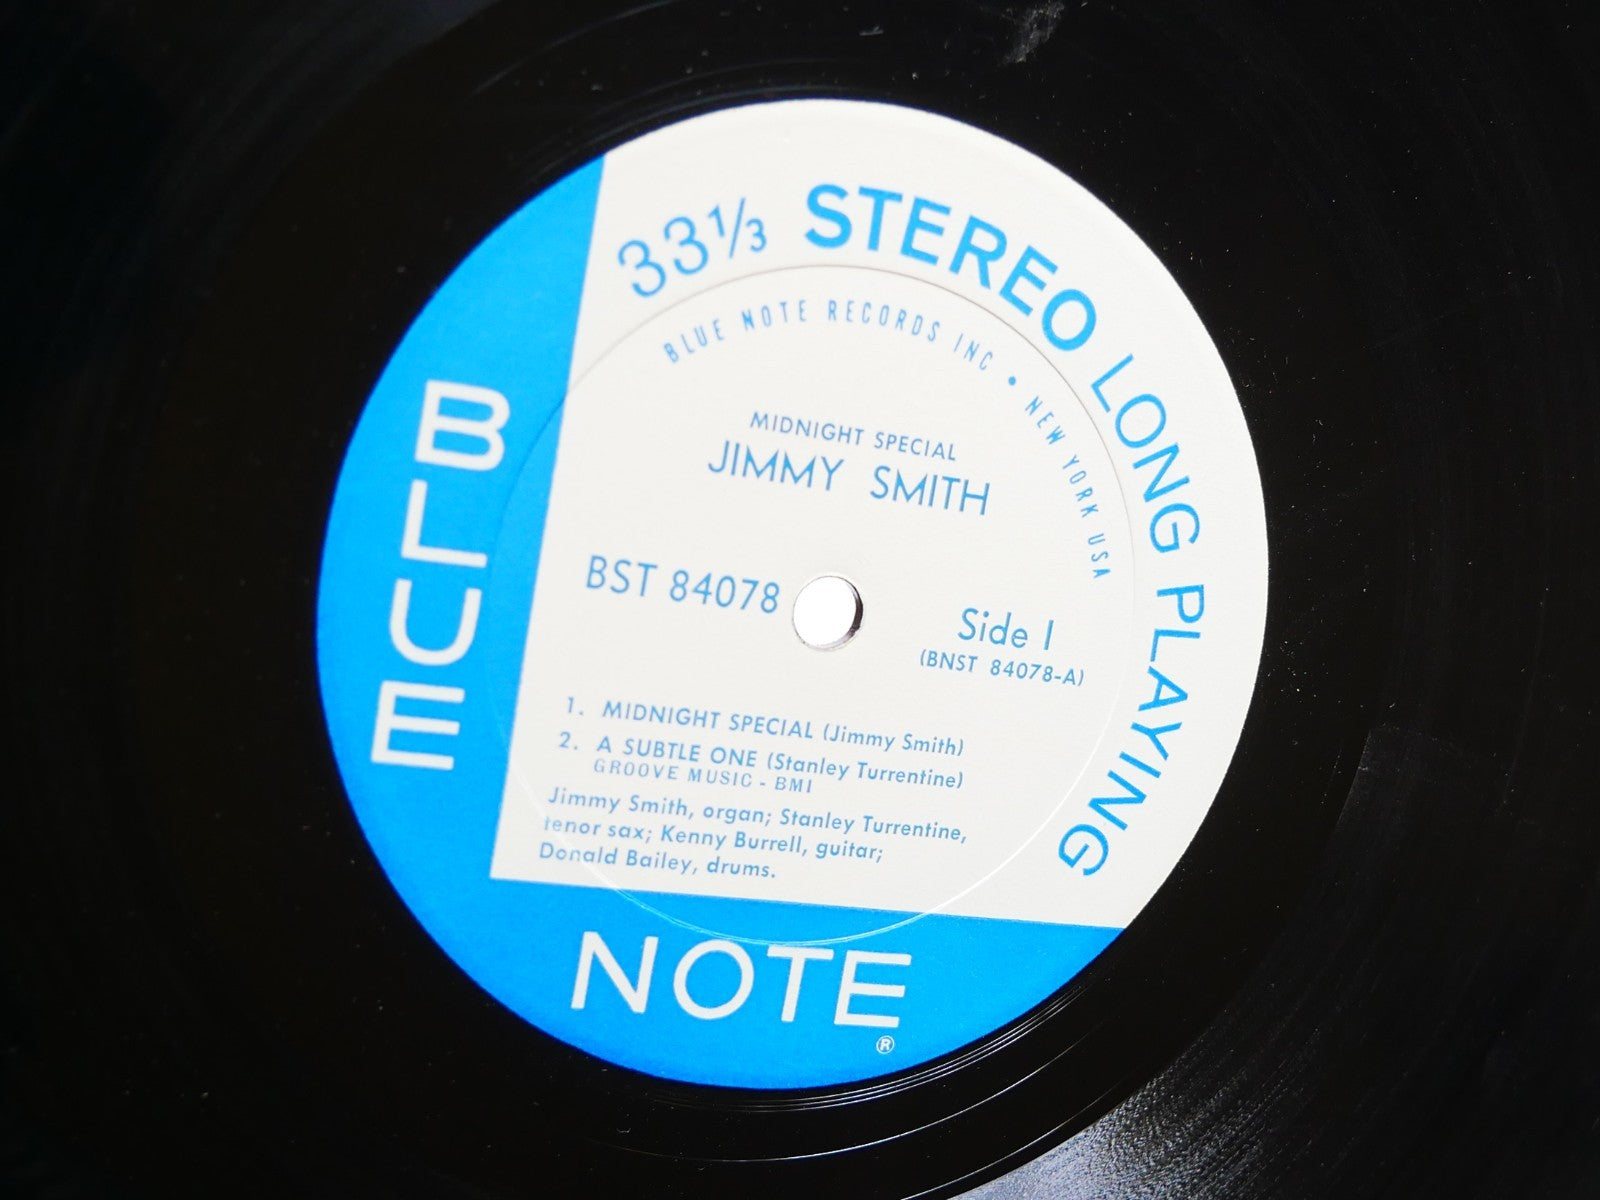 33⅓ STEREO LONG PLAYING
BLUE NOTE RECORDS INC • NEW YORK USA
MIDNIGHT SPECIAL
JIMMY SMITH
BST 84078
Side 1
(BNST 84078-A)
1. MIDNIGHT SPECIAL (Jimmy Smith)
2. A SUBTLE ONE (Stanley Turrentine)
GROOVE MUSIC - BMI
Jimmy Smith, organ; Stanley Turrentine,
tenor sax; Kenny Burrell, guitar;
Donald Bailey, drums.
BLUE
NOTE
®